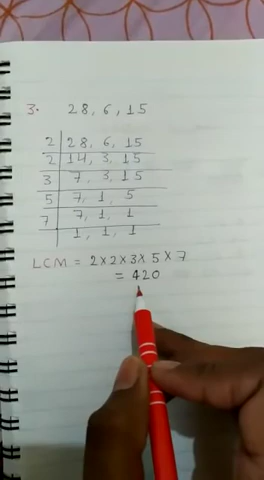 3. 28, 6, 15
2 | 28, 6, 15
2 | 14, 3, 15
3 | 7, 3, 15
5 | 7, 1, 5
7 | 7, 1, 1
| 1, 1, 1
LCM = 2×2×3×5×7
= 420